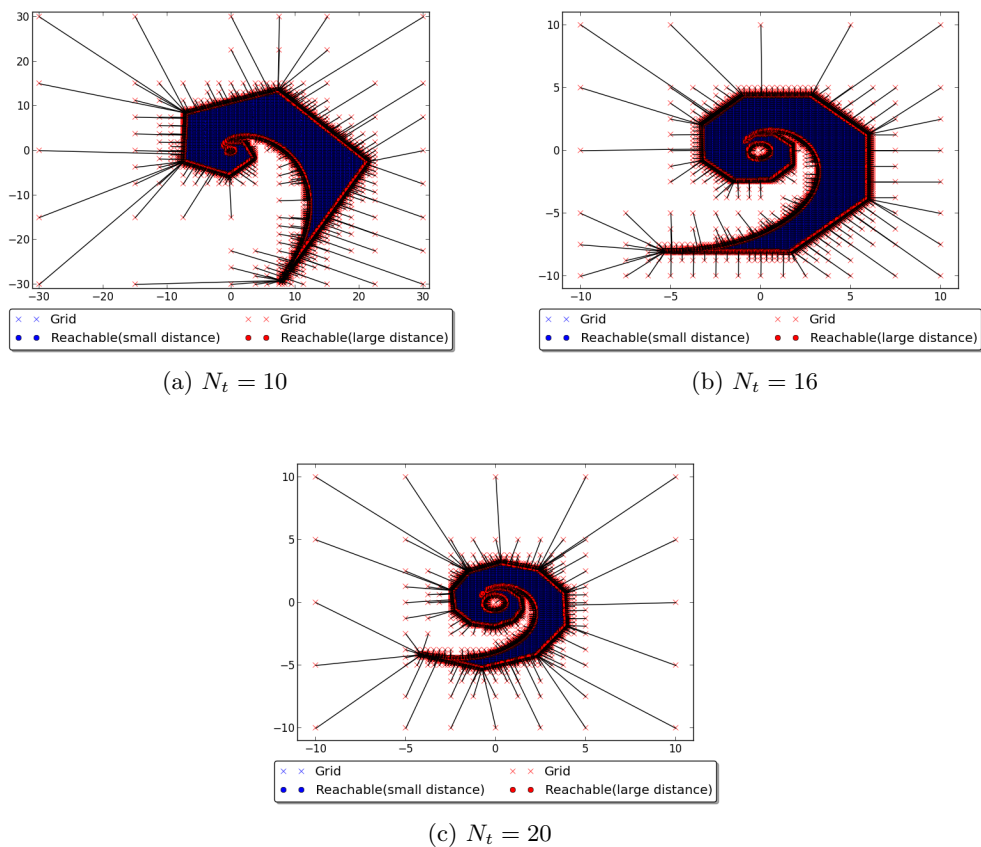 30
20
10
0
−10
−20
−30
−30 −20 −10 0 10 20 30
Grid Grid
Reachable(small distance) Reachable(large distance)
(a) N_t = 10
10
5
0
−5
−10
−10 −5 0 5 10
Grid Grid
Reachable(small distance) Reachable(large distance)
(b) N_t = 16
10
5
0
−5
−10
−10 −5 0 5 10
Grid Grid
Reachable(small distance) Reachable(large distance)
(c) N_t = 20